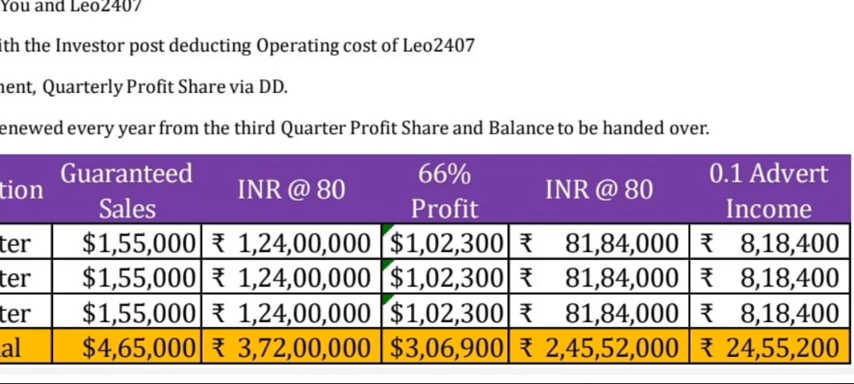 You and Leo2407
ith the Investor post deducting Operating cost of Leo2407
nent, Quarterly Profit Share via DD.
enewed every year from the third Quarter Profit Share and Balance to be handed over.
tion Guaranteed Sales INR @ 80 66% Profit INR @ 80 0.1 Advert Income
ter $1,55,000 ₹ 1,24,00,000 $1,02,300 ₹ 81,84,000 ₹ 8,18,400
ter $1,55,000 ₹ 1,24,00,000 $1,02,300 ₹ 81,84,000 ₹ 8,18,400
ter $1,55,000 ₹ 1,24,00,000 $1,02,300 ₹ 81,84,000 ₹ 8,18,400
al $4,65,000 ₹ 3,72,00,000 $3,06,900 ₹ 2,45,52,000 ₹ 24,55,200